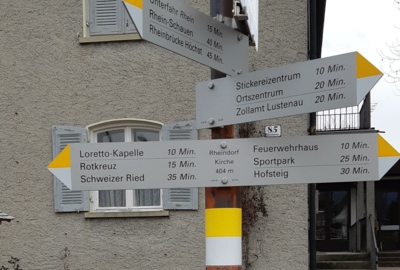 Unterfahr Rhein 15 Min.
Rhein-Schauen 40 Min.
Rheinbrücke Höchst 45 Min.
Stickereizentrum 10 Min.
Ortszentrum 20 Min.
Zollamt Lustenau 20 Min.
S5
Loretto-Kapelle 10 Min.
Rotkreuz 15 Min.
Schweizer Ried 35 Min.
Rheindorf
Kirche
404 m
Feuerwehrhaus 10 Min.
Sportpark 25 Min.
Hofsteig 30 Min.